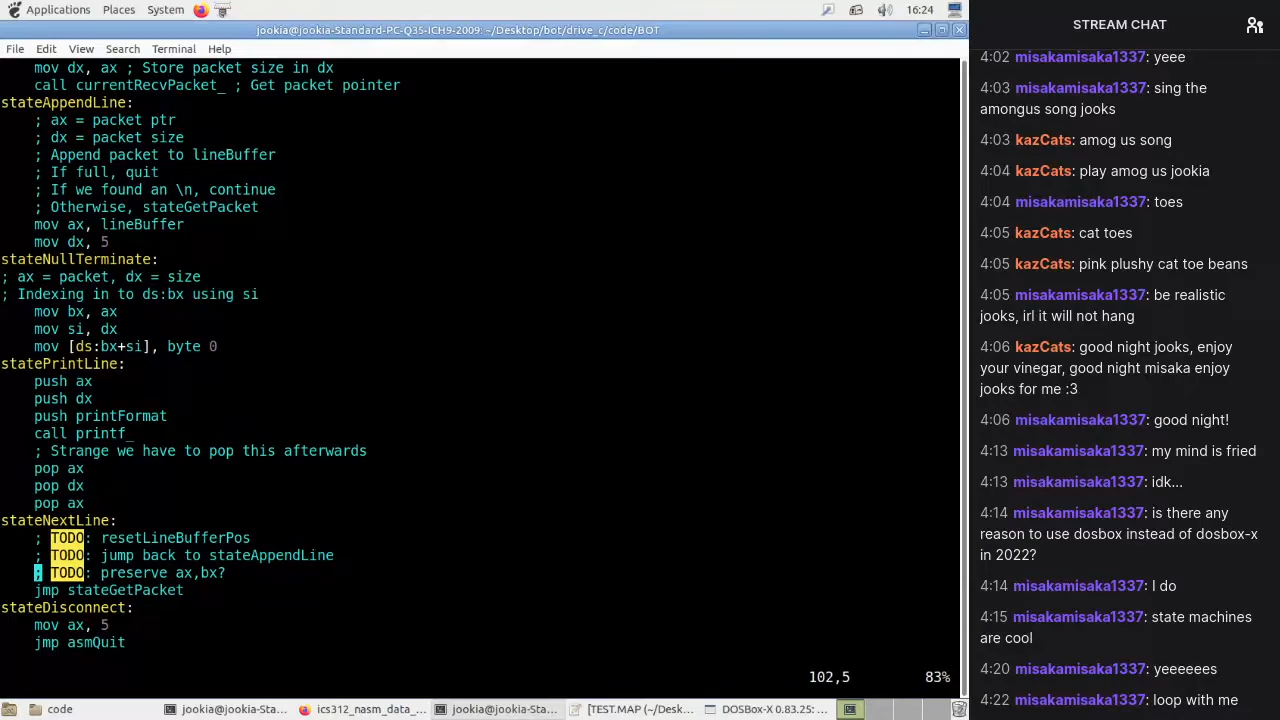 Applications Places System 16:24
jookia@jookia-Standard-PC-Q35-ICH9-2009: ~/Desktop/bot/drive_c/code/BOT
File Edit View Search Terminal Help
mov dx, ax ; Store packet size in dx
call currentRecvPacket_ ; Get packet pointer
stateAppendLine:
; ax = packet ptr
; dx = packet size
; Append packet to lineBuffer
; If full, quit
; If we found an \n, continue
; Otherwise, stateGetPacket
mov ax, lineBuffer
mov dx, 5
stateNullTerminate:
; ax = packet, dx = size
; Indexing in to ds:bx using si
mov bx, ax
mov si, dx
mov [ds:bx+si], byte 0
statePrintLine:
push ax
push dx
push printFormat
call printf_
; Strange we have to pop this afterwards
pop ax
pop dx
pop ax
stateNextLine:
; TODO: resetLineBufferPos
; TODO: jump back to stateAppendLine
; TODO: preserve ax,bx?
jmp stateGetPacket
stateDisconnect:
mov ax, 5
jmp asmQuit
102,5 83%
code jookia@jookia-Sta... ics312_nasm_data_... jookia@jookia-Sta... [TEST.MAP (~/Desk... DOSBox-X 0.83.25: ...
STREAM CHAT
4:02 misakamisaka1337: yeee
4:03 misakamisaka1337: sing the
amongus song jooks
4:03 kazCats: amog us song
4:04 kazCats: play amog us jookia
4:04 misakamisaka1337: toes
4:05 kazCats: cat toes
4:05 kazCats: pink plushy cat toe beans
4:05 misakamisaka1337: be realistic
jooks, irl it will not hang
4:06 kazCats: good night jooks, enjoy
your vinegar, good night misaka enjoy
jooks for me :3
4:06 misakamisaka1337: good night!
4:13 misakamisaka1337: my mind is fried
4:13 misakamisaka1337: idk...
4:14 misakamisaka1337: is there any
reason to use dosbox instead of dosbox-x
in 2022?
4:14 misakamisaka1337: I do
4:15 misakamisaka1337: state machines
are cool
4:20 misakamisaka1337: yeeeeees
4:22 misakamisaka1337: loop with me